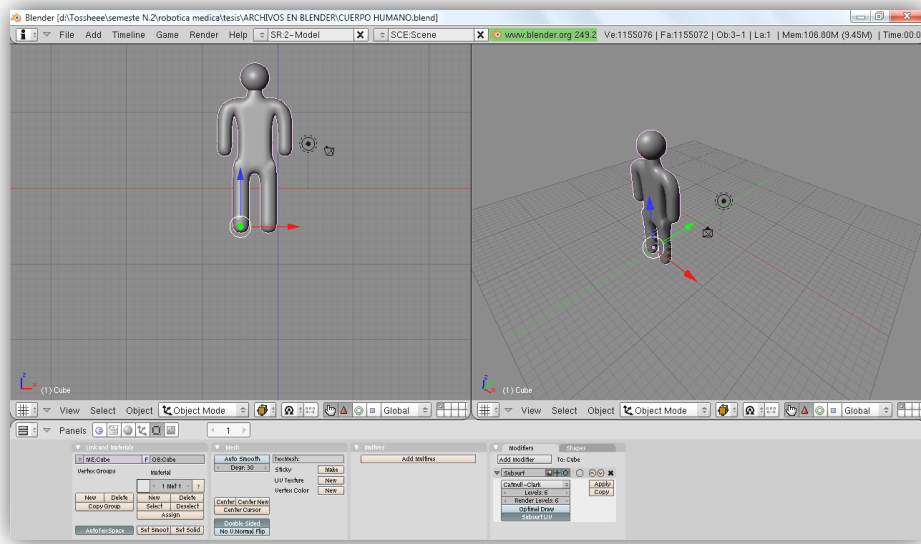 Blender [d:\Tossheee\semeste N.2\robotica medica\tesis\ARCHIVOS EN BLENDER\CUERPO HUMANO.blend]
File Add Timeline Game Render Help SR:2-Model SCE:Scene www.blender.org 249.2 Ve:1155076 | Fa:1155072 | Ob:3-1 | La:1 | Mem:106.80M (9.45M) | Time:00:0
z
x
(1) Cube
z
(1) Cube
View Select Object Object Mode Global View Select Object Object Mode Global
Panels 1
Link and Materials Mesh Multires Modifiers Shapes
ME:Cube F OB:Cube Auto Smooth TexMesh: Add Multires Add Modifier To: Cube
Vertex Groups Material Degr: 30 Sticky Make Subsurf
1 Mat 1 ? UV Texture New Catmull-Clark Apply
Vertex Color New Levels: 6 Copy
New Delete New Delete Center Center New Render Levels: 6
Copy Group Select Deselect Center Cursor Optimal Draw
Assign Double Sided Subsurf UV
AutoTexSpace Set Smoot Set Solid No V.Normal Flip